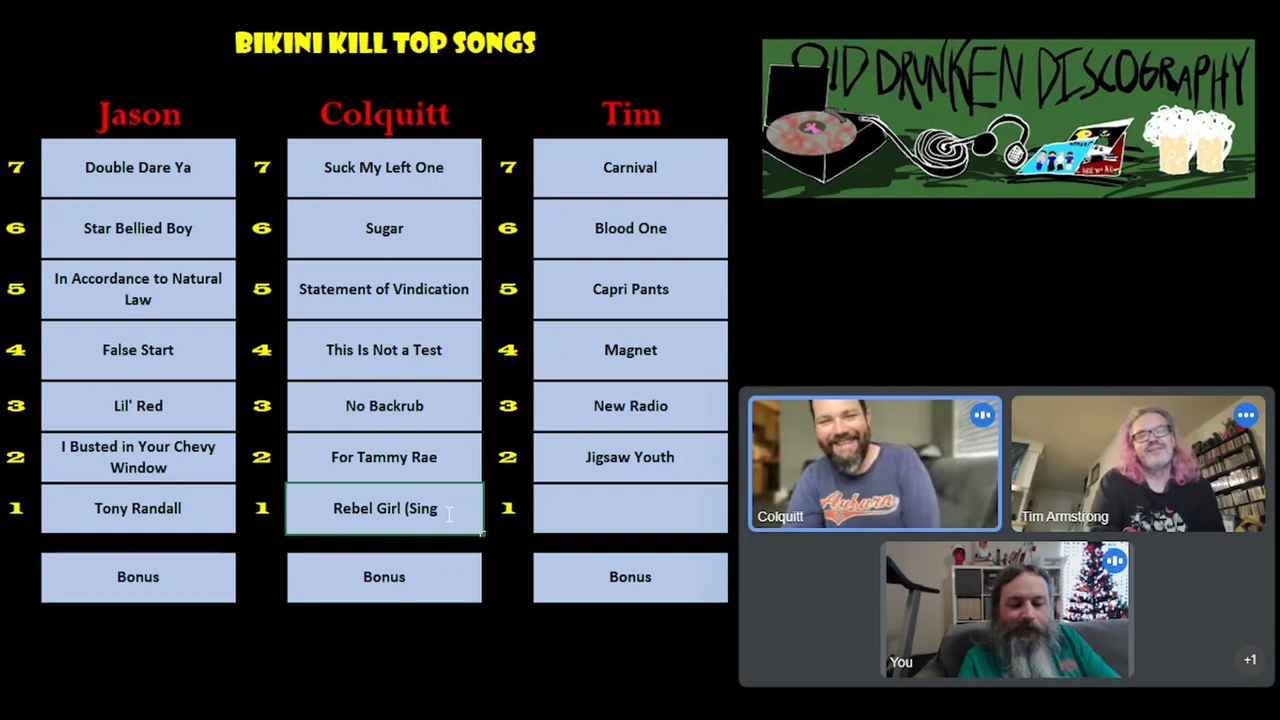 BIKINI KILL TOP SONGS
OLD DRUNKEN DISCOGRAPHY
Jason
Colquitt
Tim
7
Double Dare Ya
7
Suck My Left One
7
Carnival
6
Star Bellied Boy
6
Sugar
6
Blood One
5
In Accordance to Natural
Law
5
Statement of Vindication
5
Capri Pants
4
False Start
4
This Is Not a Test
4
Magnet
3
Lil' Red
3
No Backrub
3
New Radio
2
I Busted in Your Chevy
Window
2
For Tammy Rae
2
Jigsaw Youth
1
Tony Randall
1
Rebel Girl (Sing
1
Bonus
Bonus
Bonus
Auburn
Colquitt
Tim Armstrong
You
+1